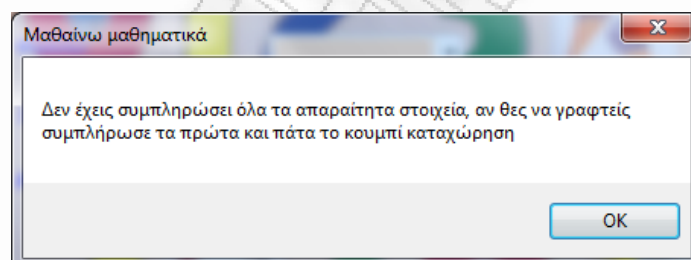 Μαθαίνω μαθηματικά
Δεν έχεις συμπληρώσει όλα τα απαραίτητα στοιχεία, αν θες να γραφτείς
συμπλήρωσε τα πρώτα και πάτα το κουμπί καταχώρηση
OK